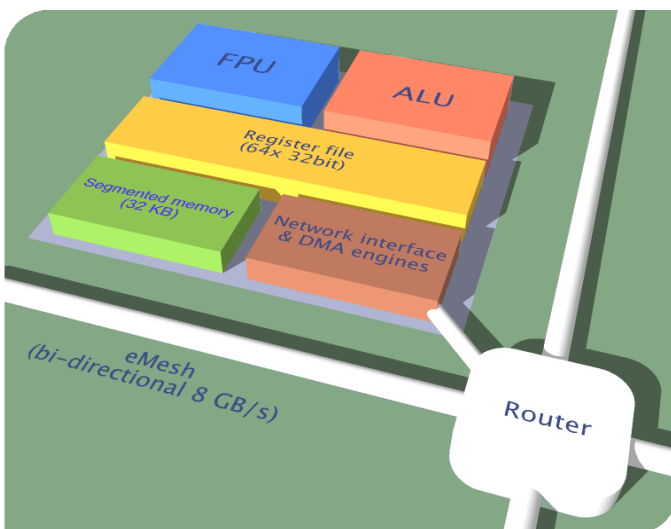 FPU
ALU
Register file
(64x 32bit)
Segmented memory
(32 KB)
Network interface
& DMA engines
eMesh
(bi-directional 8 GB/s)
Router